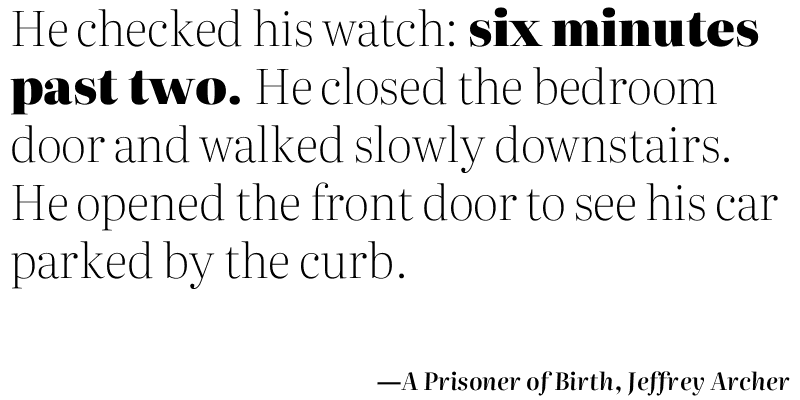 He checked his watch: six minutes
past two. He closed the bedroom
door and walked slowly downstairs.
He opened the front door to see his car
parked by the curb.
—A Prisoner of Birth, Jeffrey Archer